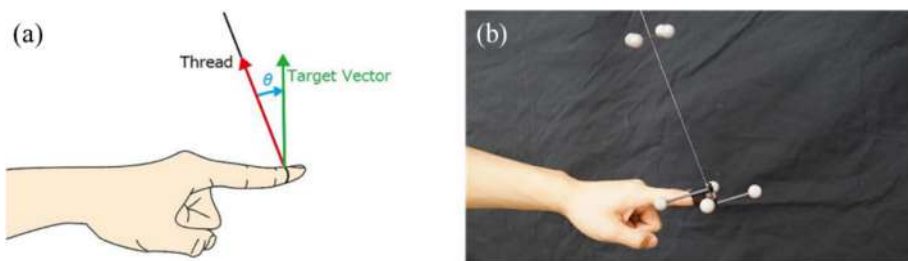 (a)
Thread
θ
Target Vector
(b)